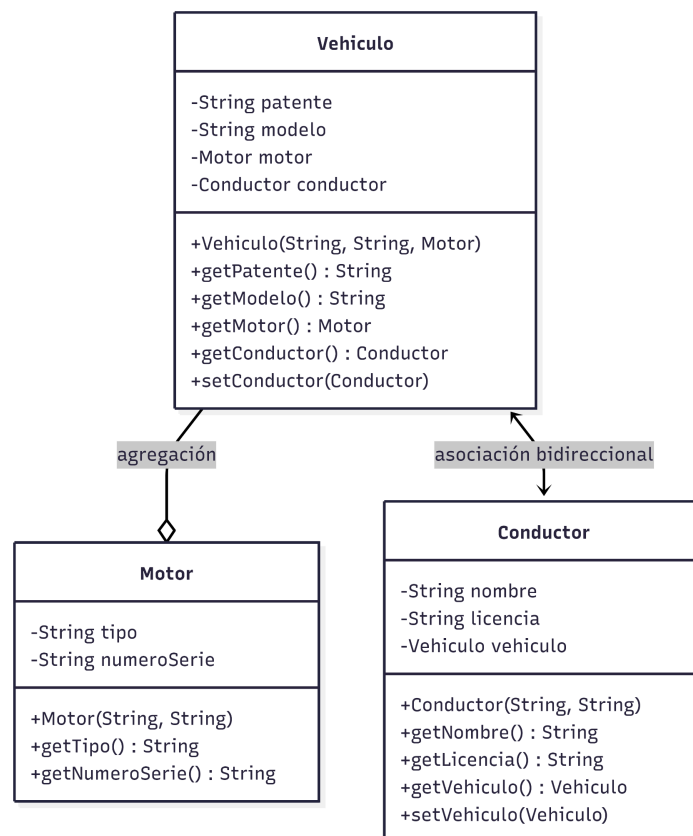 Vehiculo
-String patente
-String modelo
-Motor motor
-Conductor conductor
+Vehiculo(String, String, Motor)
+getPatente() : String
+getModelo() : String
+getMotor() : Motor
+getConductor() : Conductor
+setConductor(Conductor)
agregación
asociación bidireccional
Motor
-String tipo
-String numeroSerie
+Motor(String, String)
+getTipo() : String
+getNumeroSerie() : String
Conductor
-String nombre
-String licencia
-Vehiculo vehiculo
+Conductor(String, String)
+getNombre() : String
+getLicencia() : String
+getVehiculo() : Vehiculo
+setVehiculo(Vehiculo)